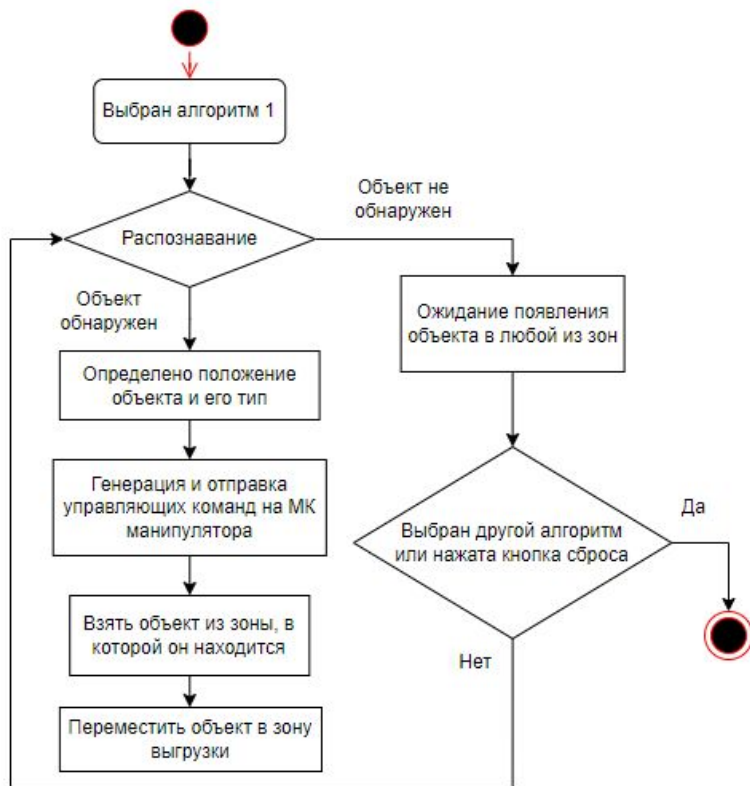 Выбран алгоритм 1
Объект не
обнаружен
Распознавание
Объект
обнаружен
Ожидание появления
объекта в любой из зон
Определено положение
объекта и его тип
Генерация и отправка
управляющих команд на МК
манипулятора
Да
Выбран другой алгоритм
или нажата кнопка сброса
Взять объект из зоны, в
которой он находится
Нет
Переместить объект в зону
выгрузки